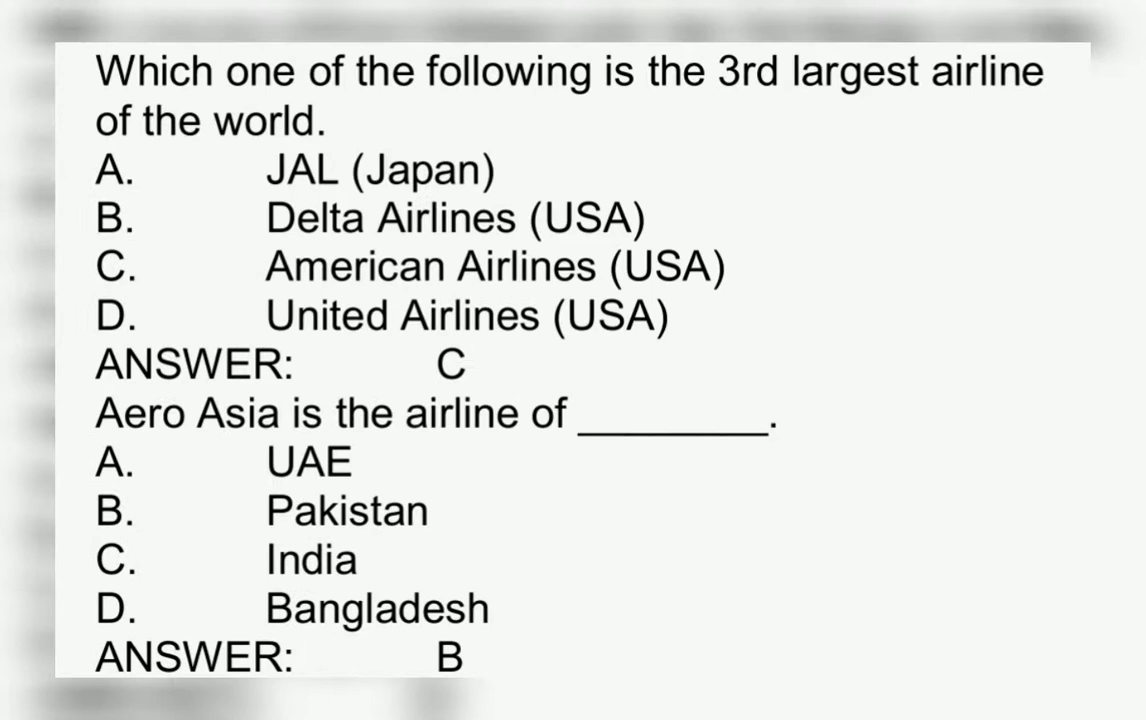 Which one of the following is the 3rd largest airline
of the world.
A. JAL (Japan)
B. Delta Airlines (USA)
C. American Airlines (USA)
D. United Airlines (USA)
ANSWER: C
Aero Asia is the airline of ________.
A. UAE
B. Pakistan
C. India
D. Bangladesh
ANSWER: B